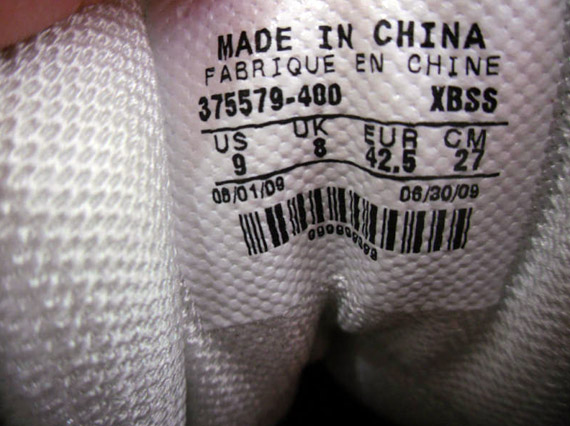 MADE IN CHINA
FABRIQUE EN CHINE
375579-400 XBSS
US UK EUR CM
9 8 42.5 27
06/01/09 06/30/09